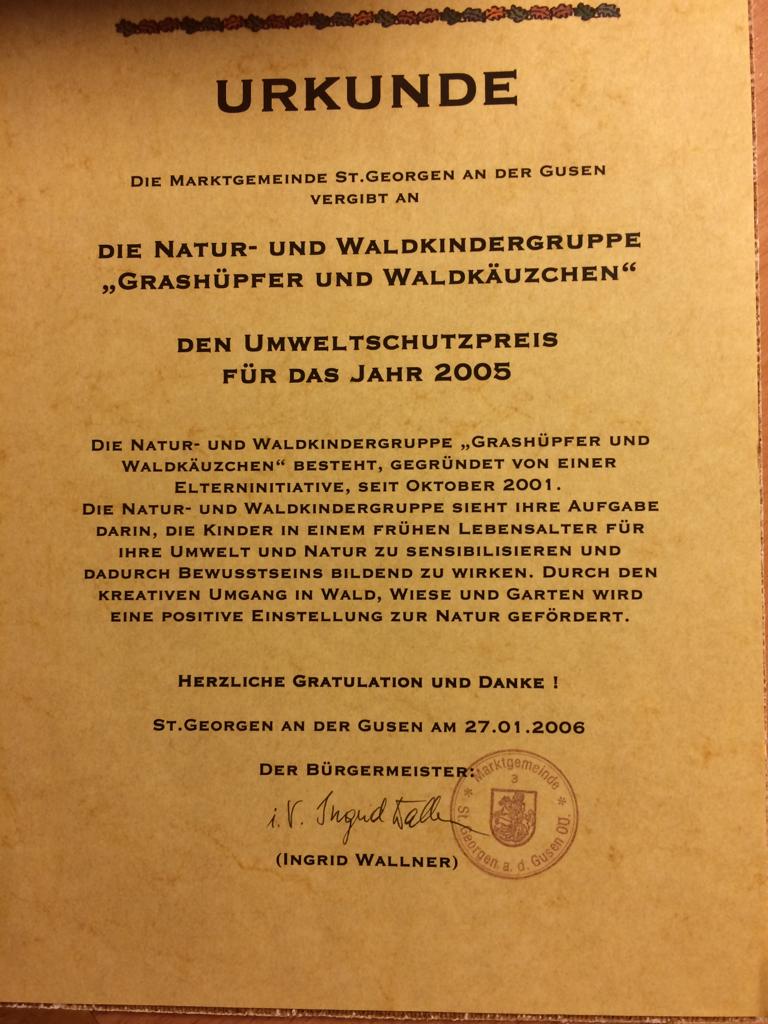 URKUNDE
DIE MARKTGEMEINDE ST.GEORGEN AN DER GUSEN
VERGIBT AN
DIE NATUR- UND WALDKINDERGRUPPE
„GRASHÜPFER UND WALDKÄUZCHEN“
DEN UMWELTSCHUTZPREIS
FÜR DAS JAHR 2005
DIE NATUR- UND WALDKINDERGRUPPE „GRASHÜPFER UND
WALDKÄUZCHEN“ BESTEHT, GEGRÜNDET VON EINER
ELTERNINITIATIVE, SEIT OKTOBER 2001.
DIE NATUR- UND WALDKINDERGRUPPE SIEHT IHRE AUFGABE
DARIN, DIE KINDER IN EINEM FRÜHEN LEBENSALTER FÜR
IHRE UMWELT UND NATUR ZU SENSIBILISIEREN UND
DADURCH BEWUSSTSEINS BILDEND ZU WIRKEN. DURCH DEN
KREATIVEN UMGANG IN WALD, WIESE UND GARTEN WIRD
EINE POSITIVE EINSTELLUNG ZUR NATUR GEFÖRDERT.
HERZLICHE GRATULATION UND DANKE !
ST.GEORGEN AN DER GUSEN AM 27.01.2006
DER BÜRGERMEISTER:
i.V. Ingrid Wallner
(INGRID WALLNER)
* Marktgemeinde *
3
St. Georgen a. d. Gusen OÖ.